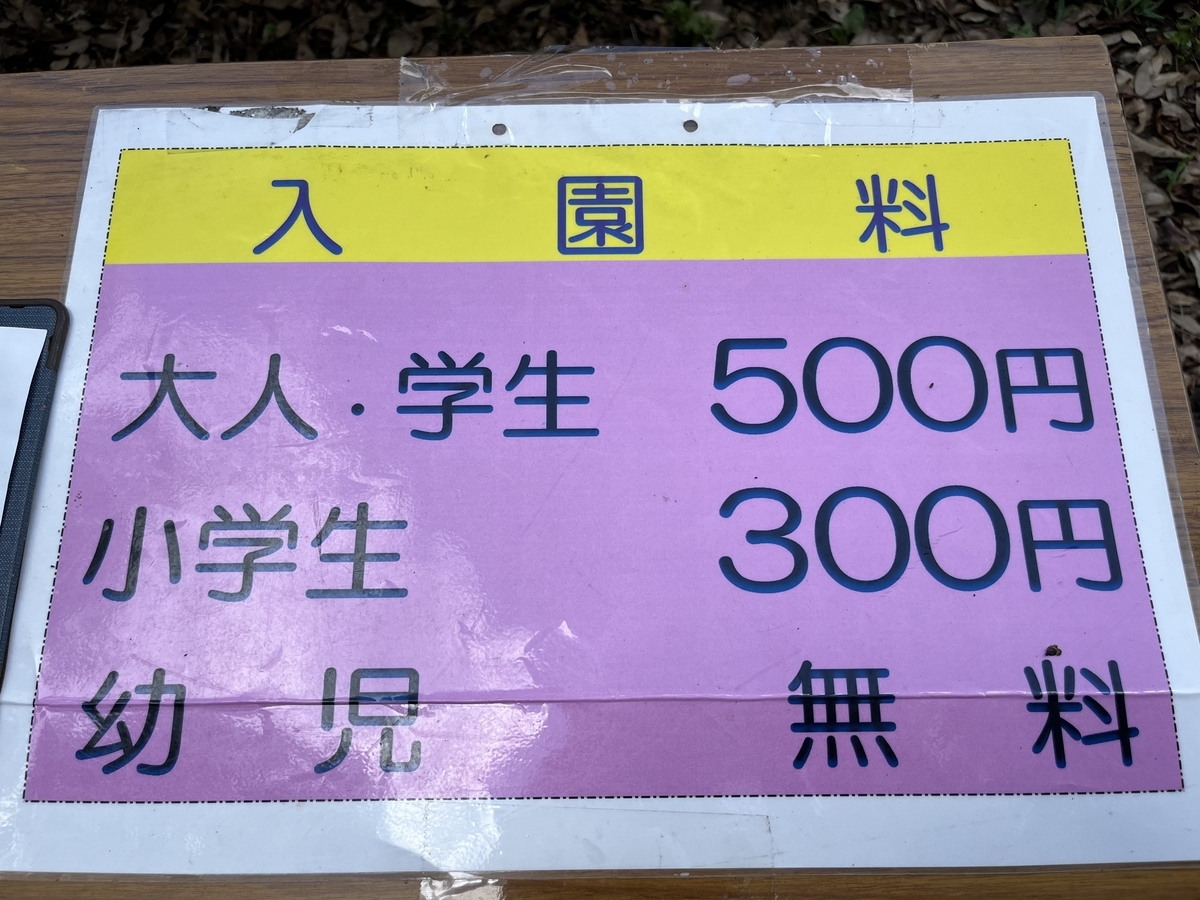 入園料
大人・学生 500円
小学生 300円
幼児 無料